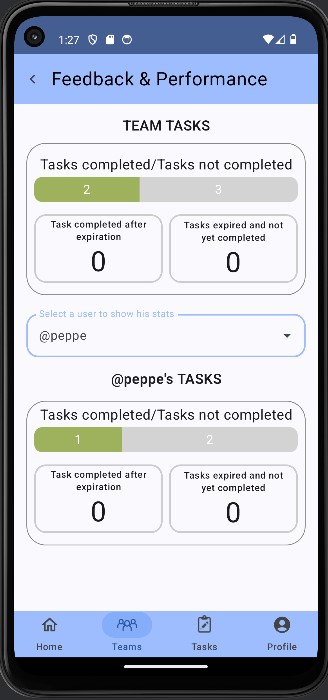 1:27
Feedback & Performance
TEAM TASKS
Tasks completed/Tasks not completed
2 3
Task completed after
expiration
0
Tasks expired and not
yet completed
0
Select a user to show his stats
@peppe
@peppe's TASKS
Tasks completed/Tasks not completed
1 2
Task completed after
expiration
0
Tasks expired and not
yet completed
0
Home Teams Tasks Profile